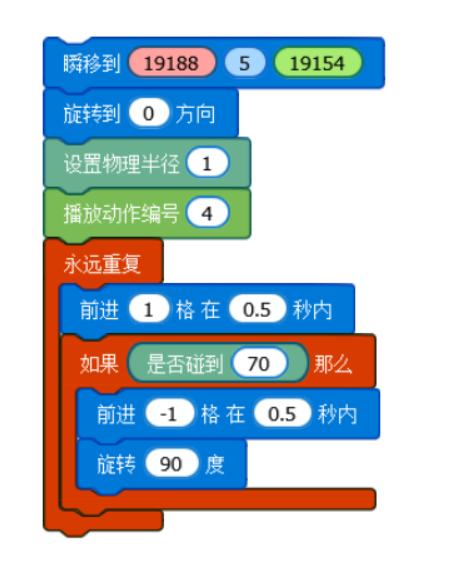 瞬移到 19188 5 19154
旋转到 0 方向
设置物理半径 1
播放动作编号 4
永远重复
前进 1 格 在 0.5 秒内
如果 是否碰到 70 那么
前进 -1 格 在 0.5 秒内
旋转 90 度